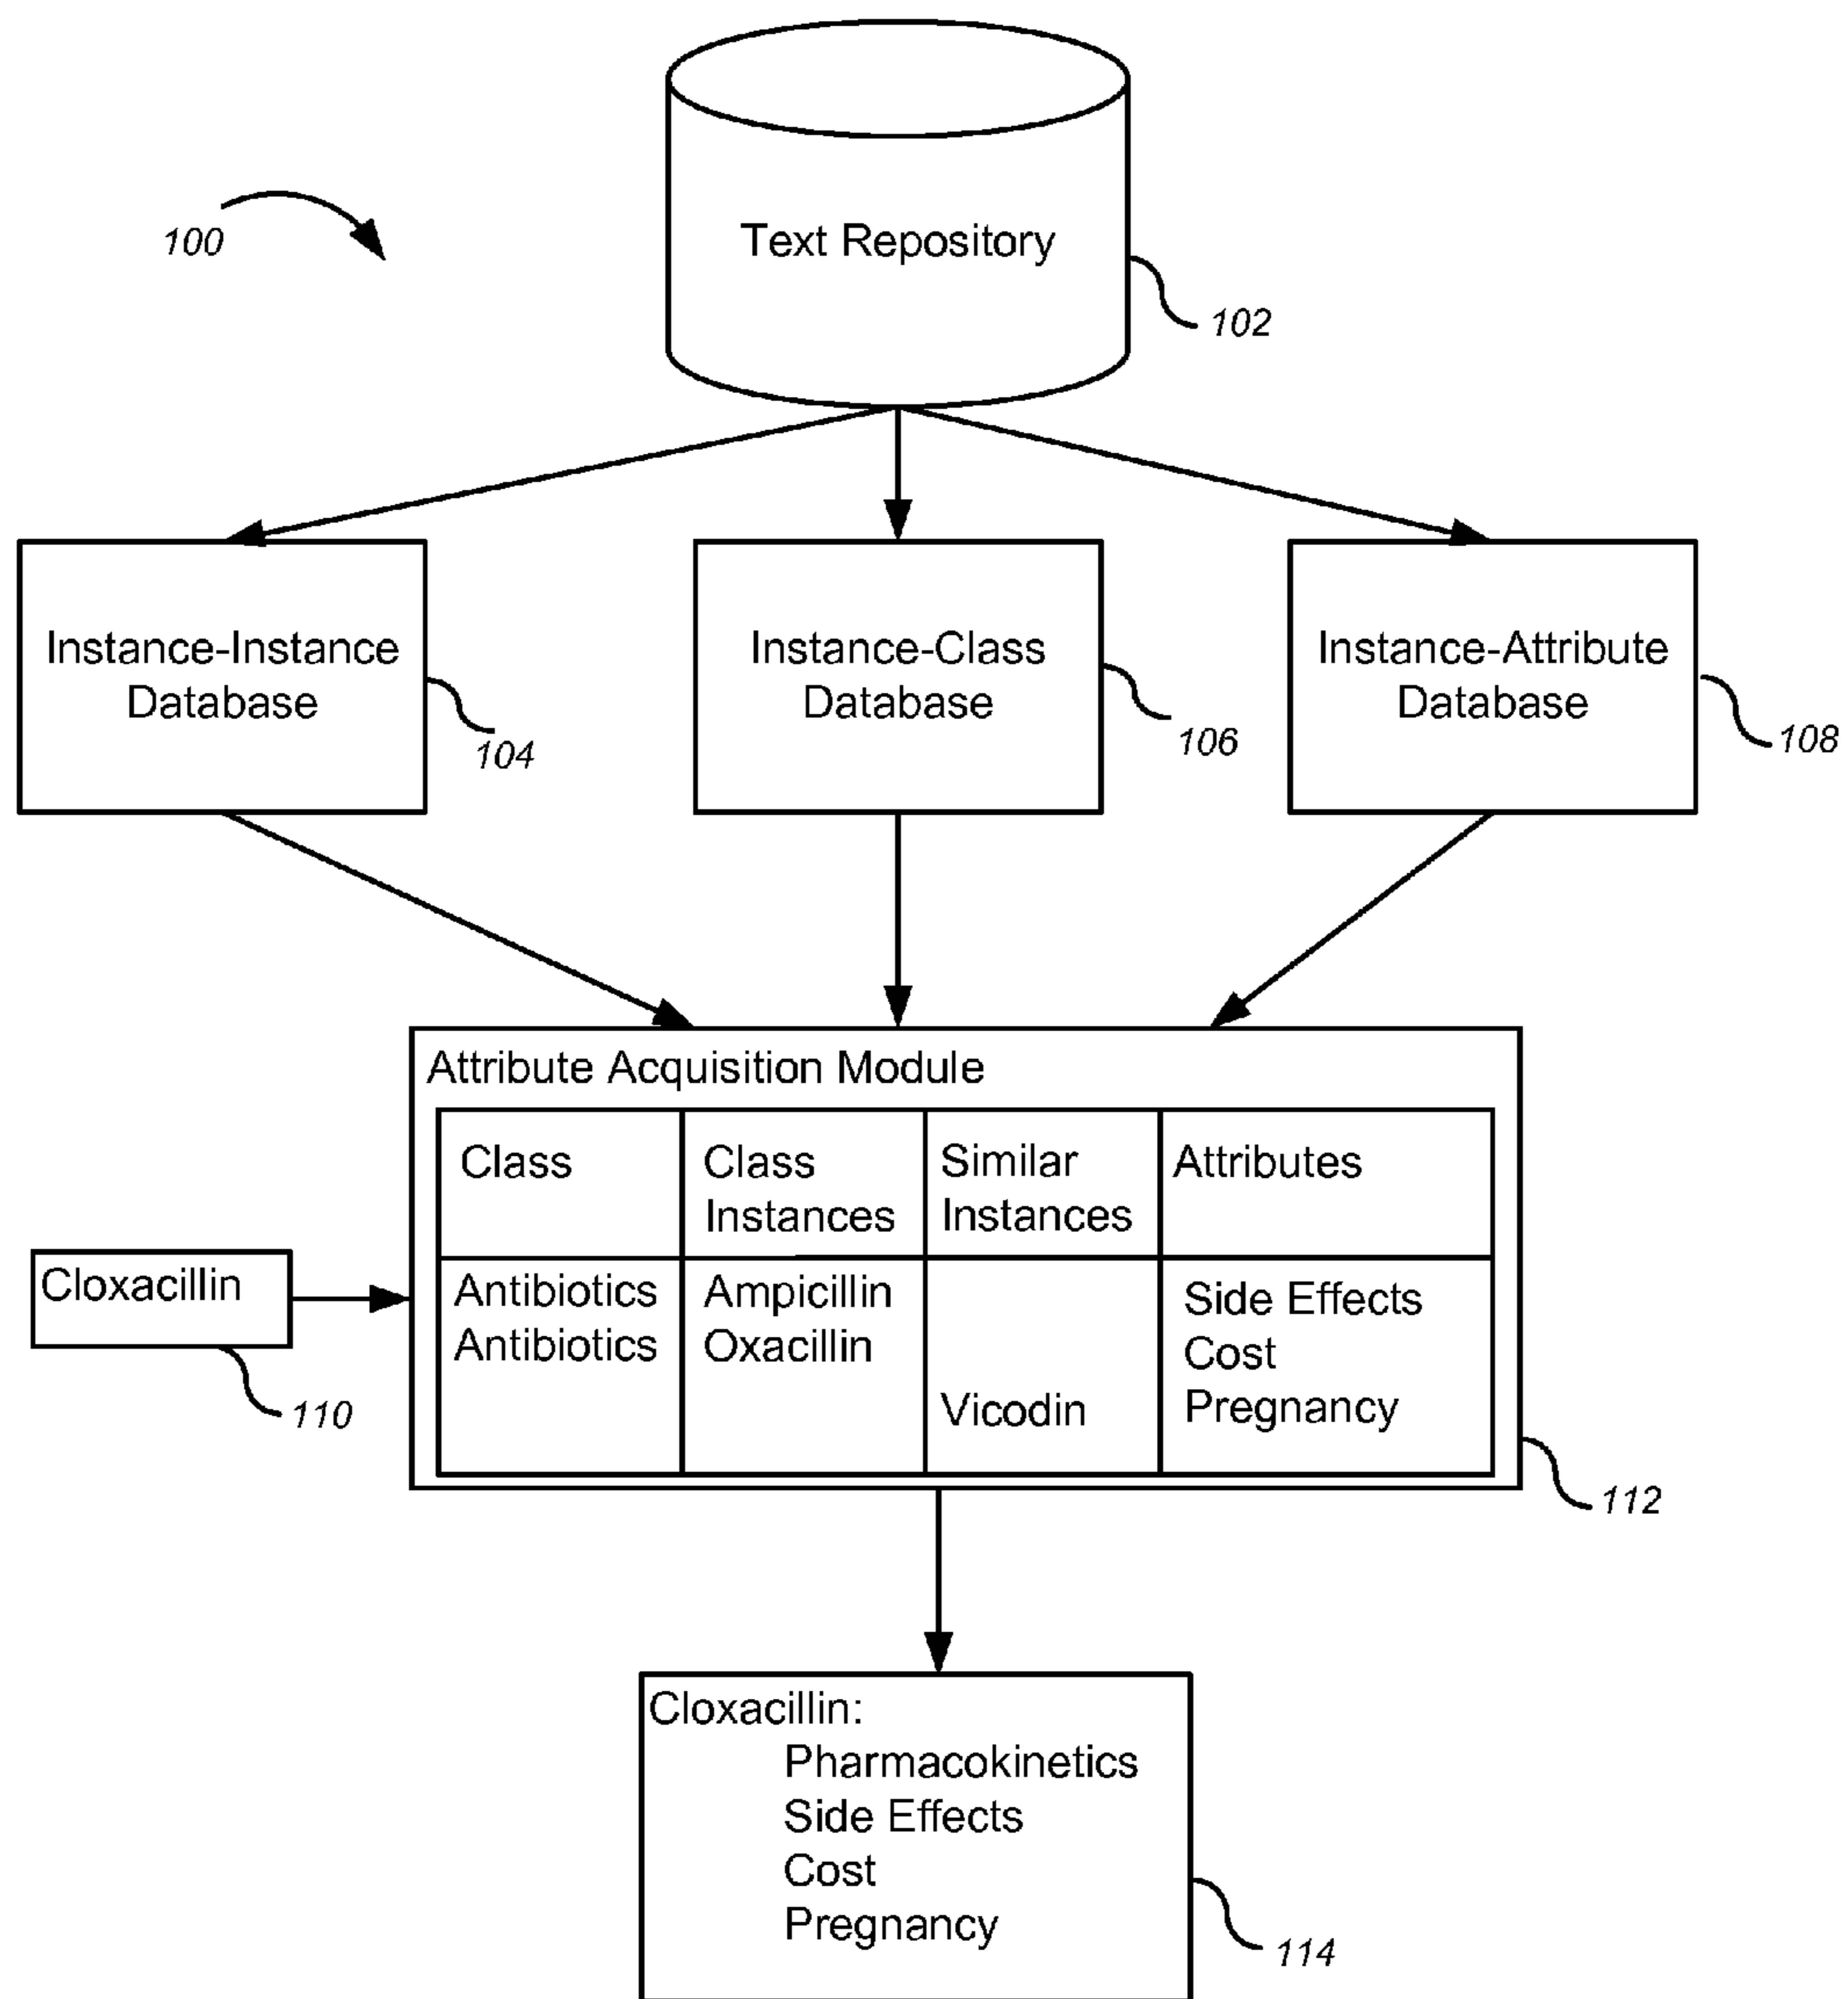 Text Repository
100
102
Instance-Instance
Database
104
Instance-Class
Database
106
Instance-Attribute
Database
108
Attribute Acquisition Module
Class
Class
Instances
Similar
Instances
Attributes
Cloxacillin
110
Antibiotics
Antibiotics
Ampicillin
Oxacillin
Vicodin
Side Effects
Cost
Pregnancy
112
Cloxacillin:
Pharmacokinetics
Side Effects
Cost
Pregnancy
114